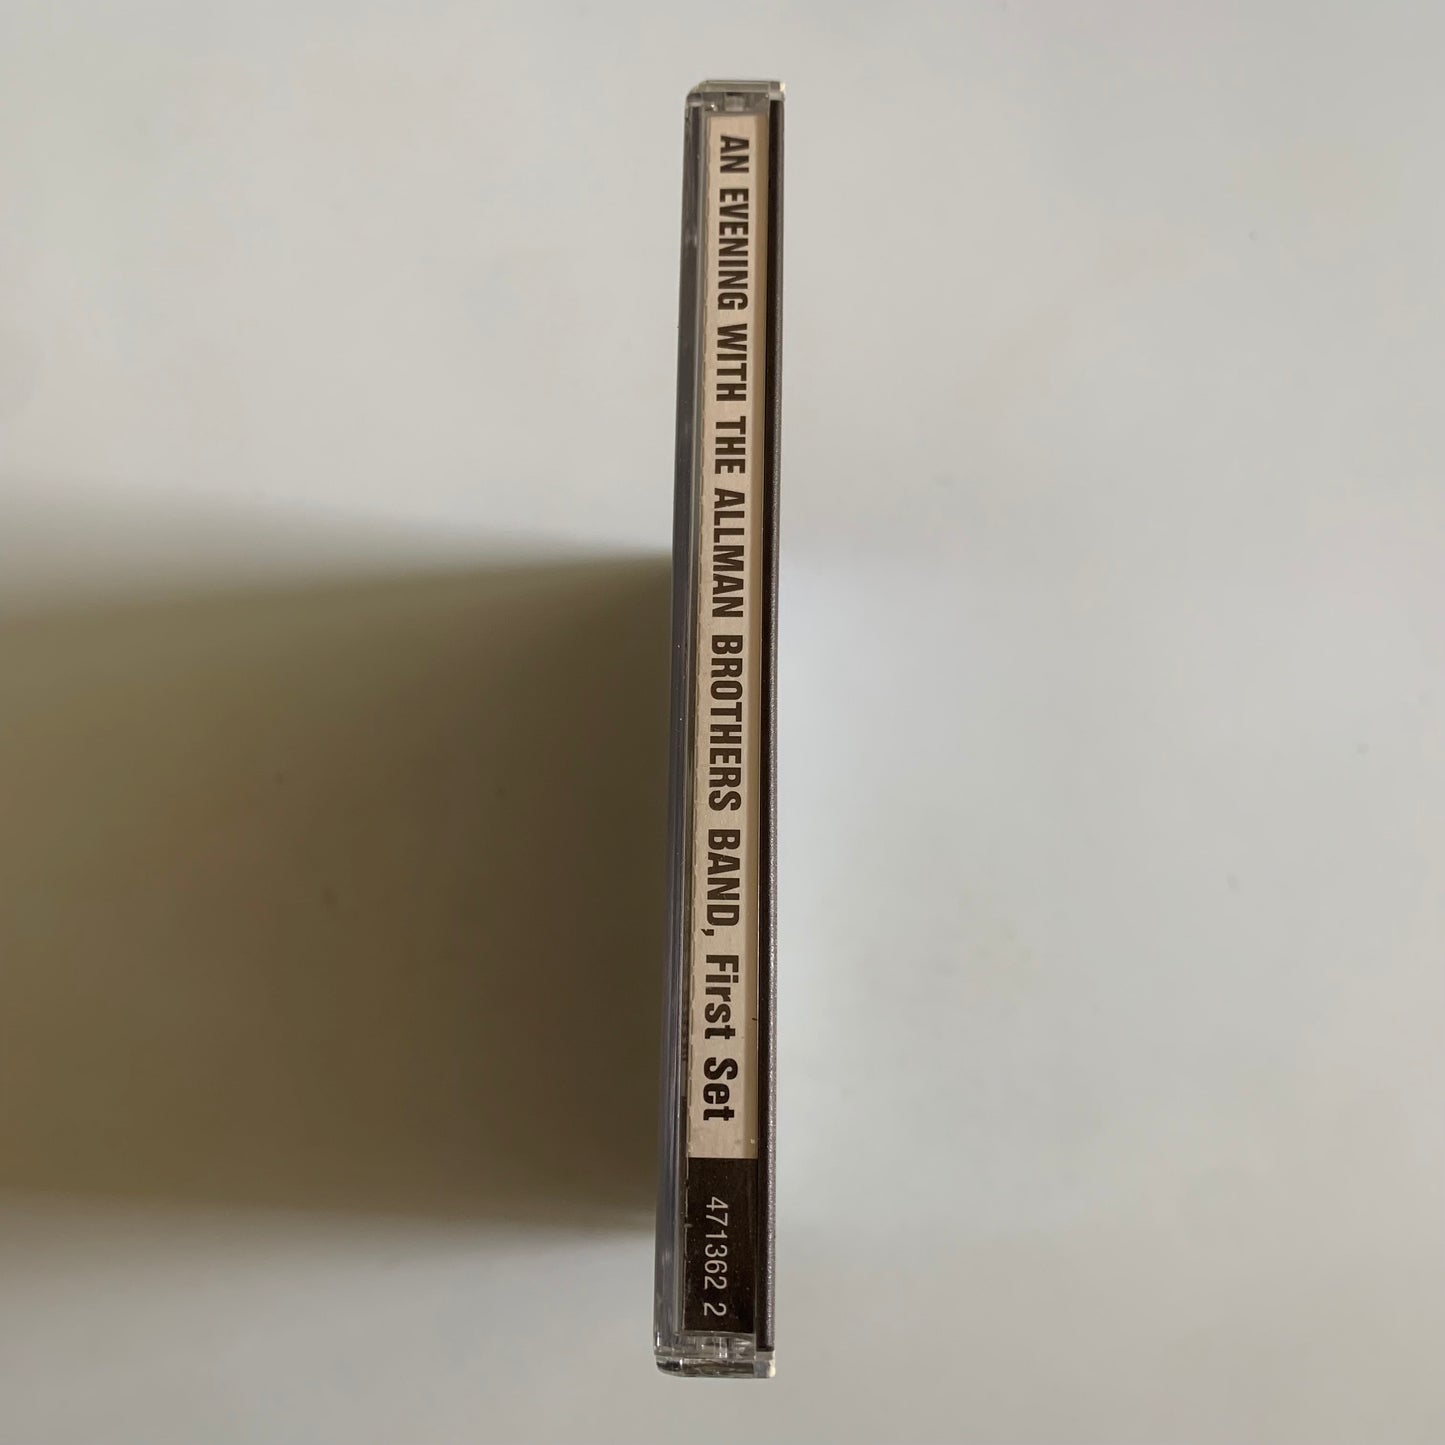 AN EVENING WITH THE ALLMAN BROTHERS BAND, First Set
471362 2